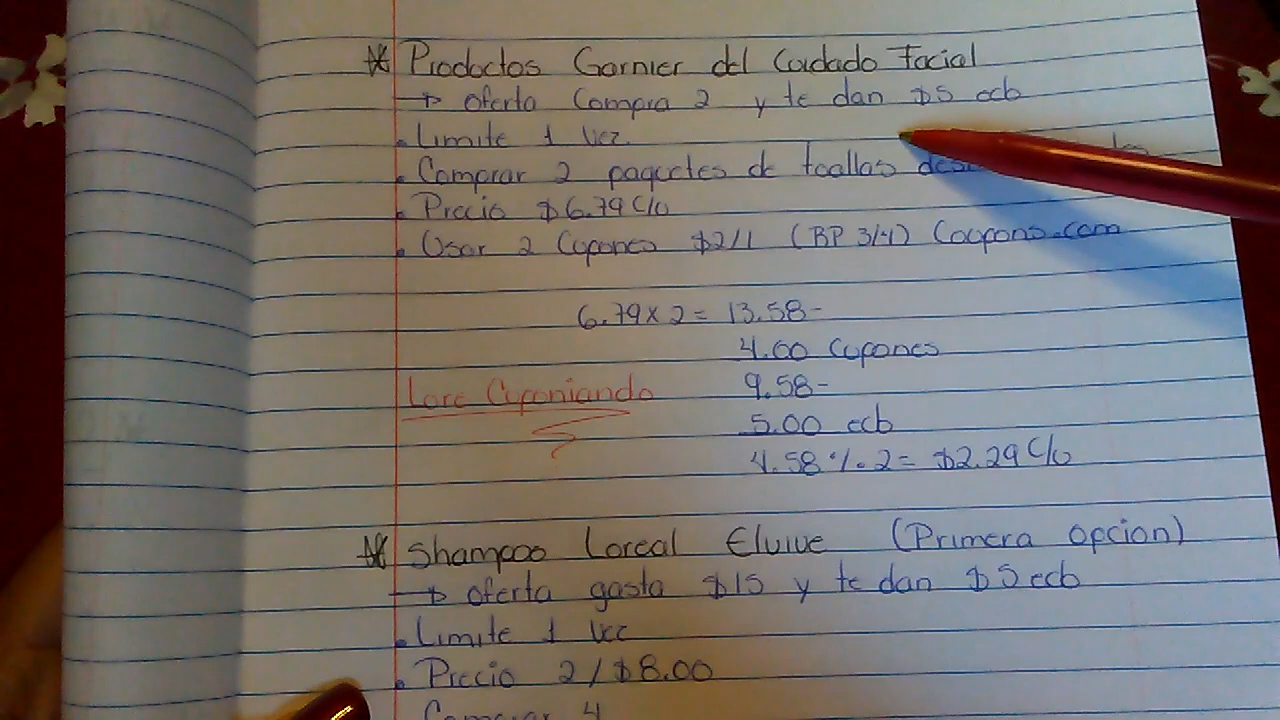 * Productos Garnier del Cuidado Facial
→ oferta Compra 2 y te dan $5 ecb
• Limite 1 vez.
• Comprar 2 paquetes de toallas
• Precio $6.79 c/o
• Usar 2 Cupones $2/1 (BP 3/4) Coupons.com
6.79 x 2 = 13.58-
4.00 Cupones
Lore Cuponiando 9.58-
5.00 ecb
4.58 % 2 = $2.29 c/o
* Shampoo Loreal Elvive (Primera opcion)
→ oferta gasta $15 y te dan $5 ecb
• Limite 1 vez
• Precio 2/$8.00
Comprar 4